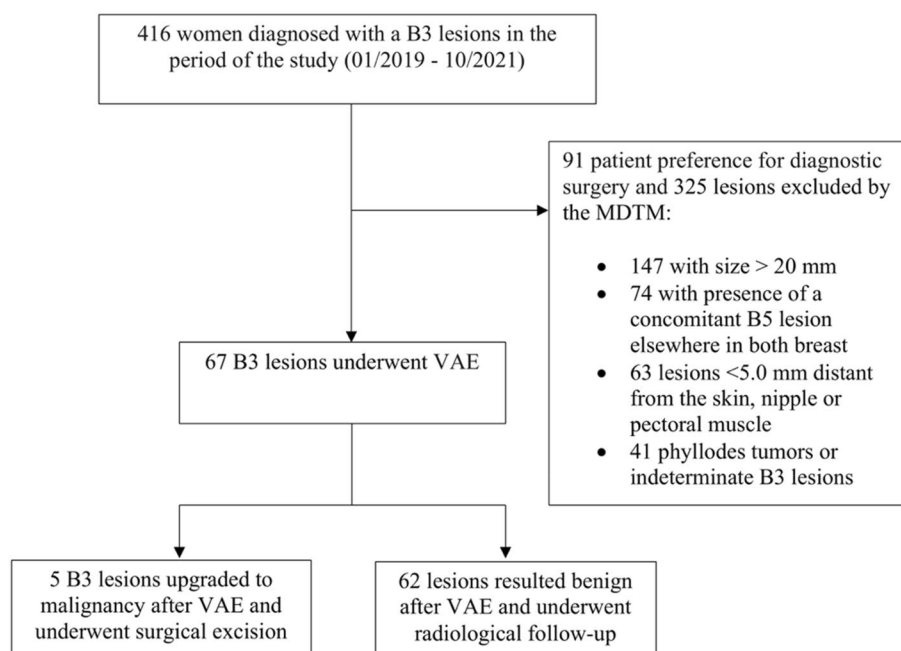 416 women diagnosed with a B3 lesions in the
period of the study (01/2019 - 10/2021)
91 patient preference for diagnostic
surgery and 325 lesions excluded by
the MDTM:
• 147 with size > 20 mm
• 74 with presence of a
concomitant B5 lesion
elsewhere in both breast
• 63 lesions <5.0 mm distant
from the skin, nipple or
pectoral muscle
• 41 phyllodes tumors or
indeterminate B3 lesions
67 B3 lesions underwent VAE
5 B3 lesions upgraded to
malignancy after VAE and
underwent surgical excision
62 lesions resulted benign
after VAE and underwent
radiological follow-up